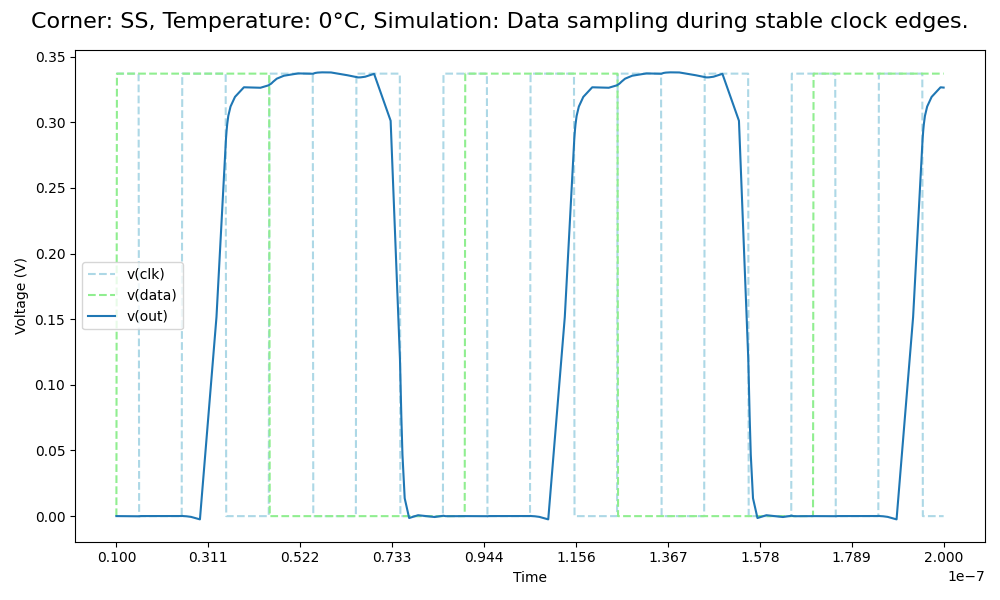 Corner: SS, Temperature: 0°C, Simulation: Data sampling during stable clock edges.
0.35
0.30
0.25
0.20
0.15
0.10
0.05
0.00
Voltage (V)
v(clk)
v(data)
v(out)
0.100 0.311 0.522 0.733 0.944 1.156 1.367 1.578 1.789 2.000
Time
1e−7